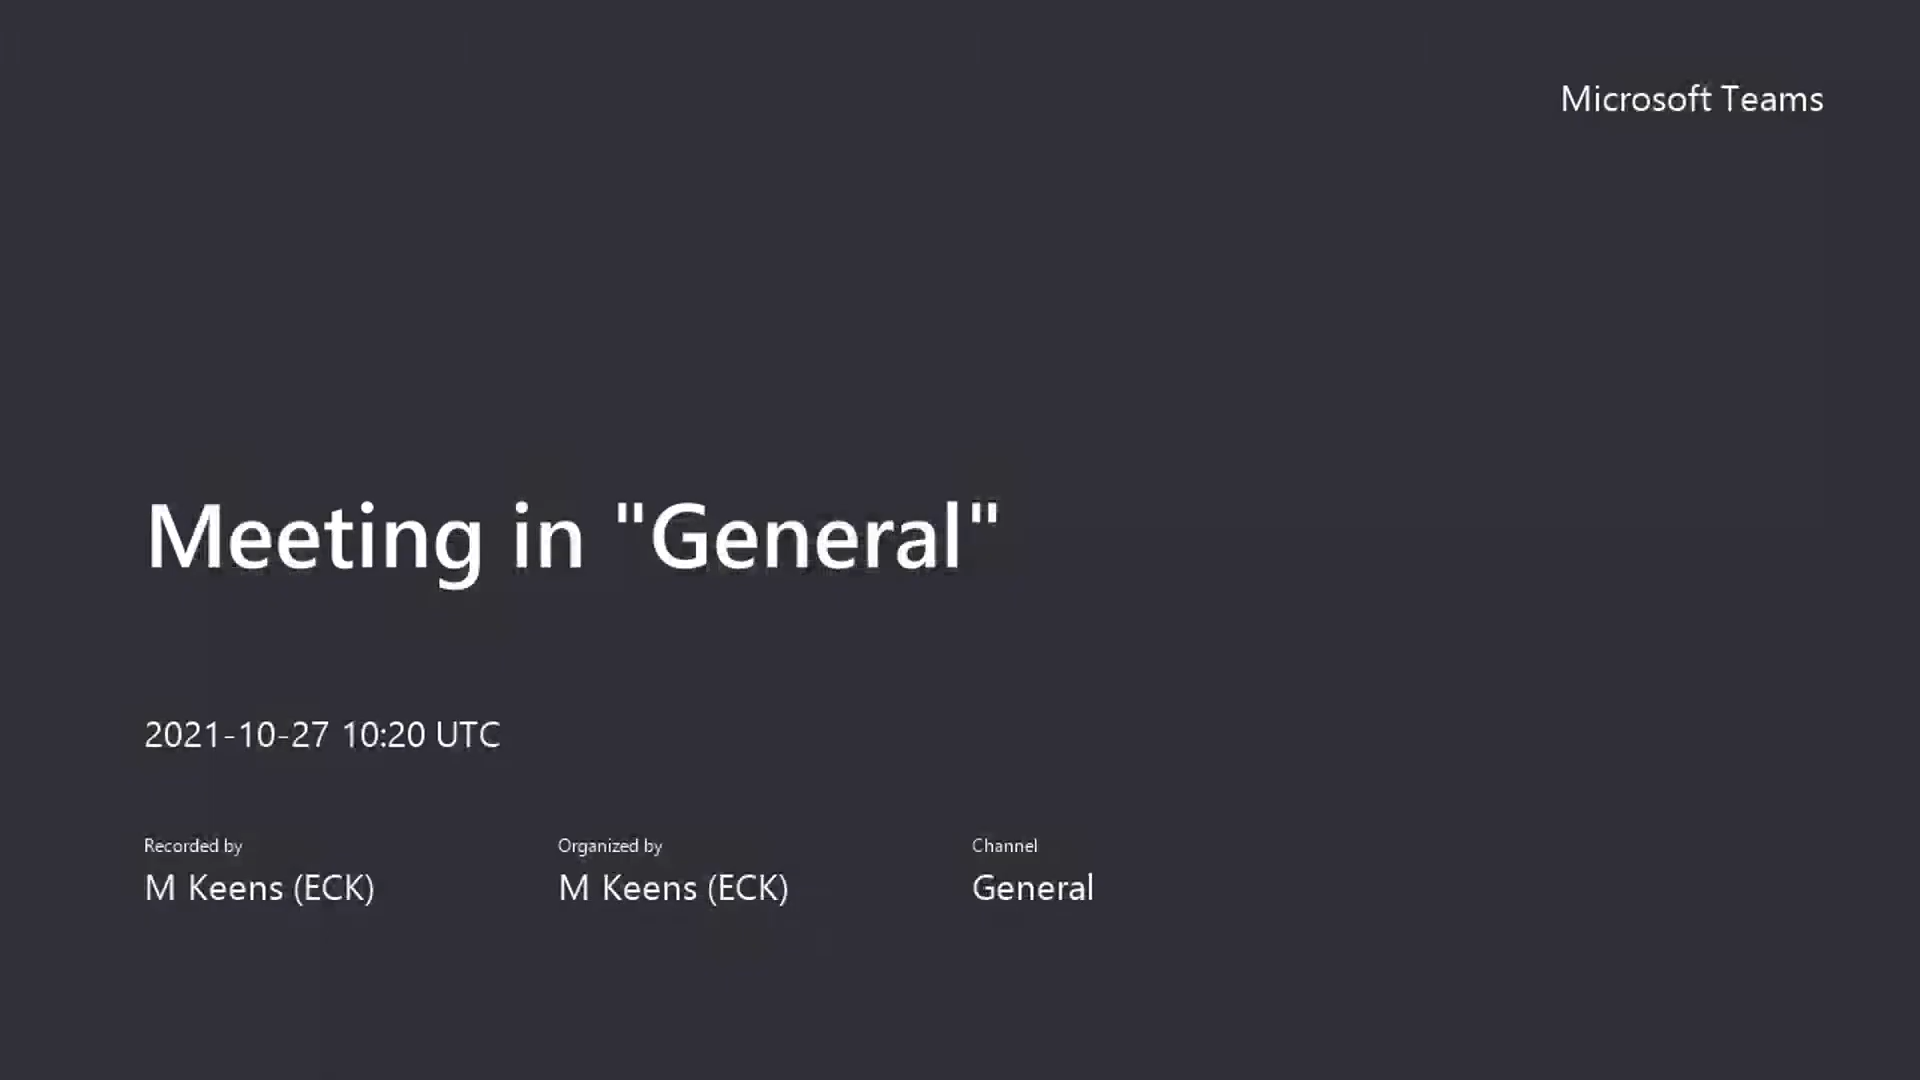 Microsoft Teams
Meeting in "General"
2021-10-27 10:20 UTC
Recorded by
M Keens (ECK)
Organized by
M Keens (ECK)
Channel
General